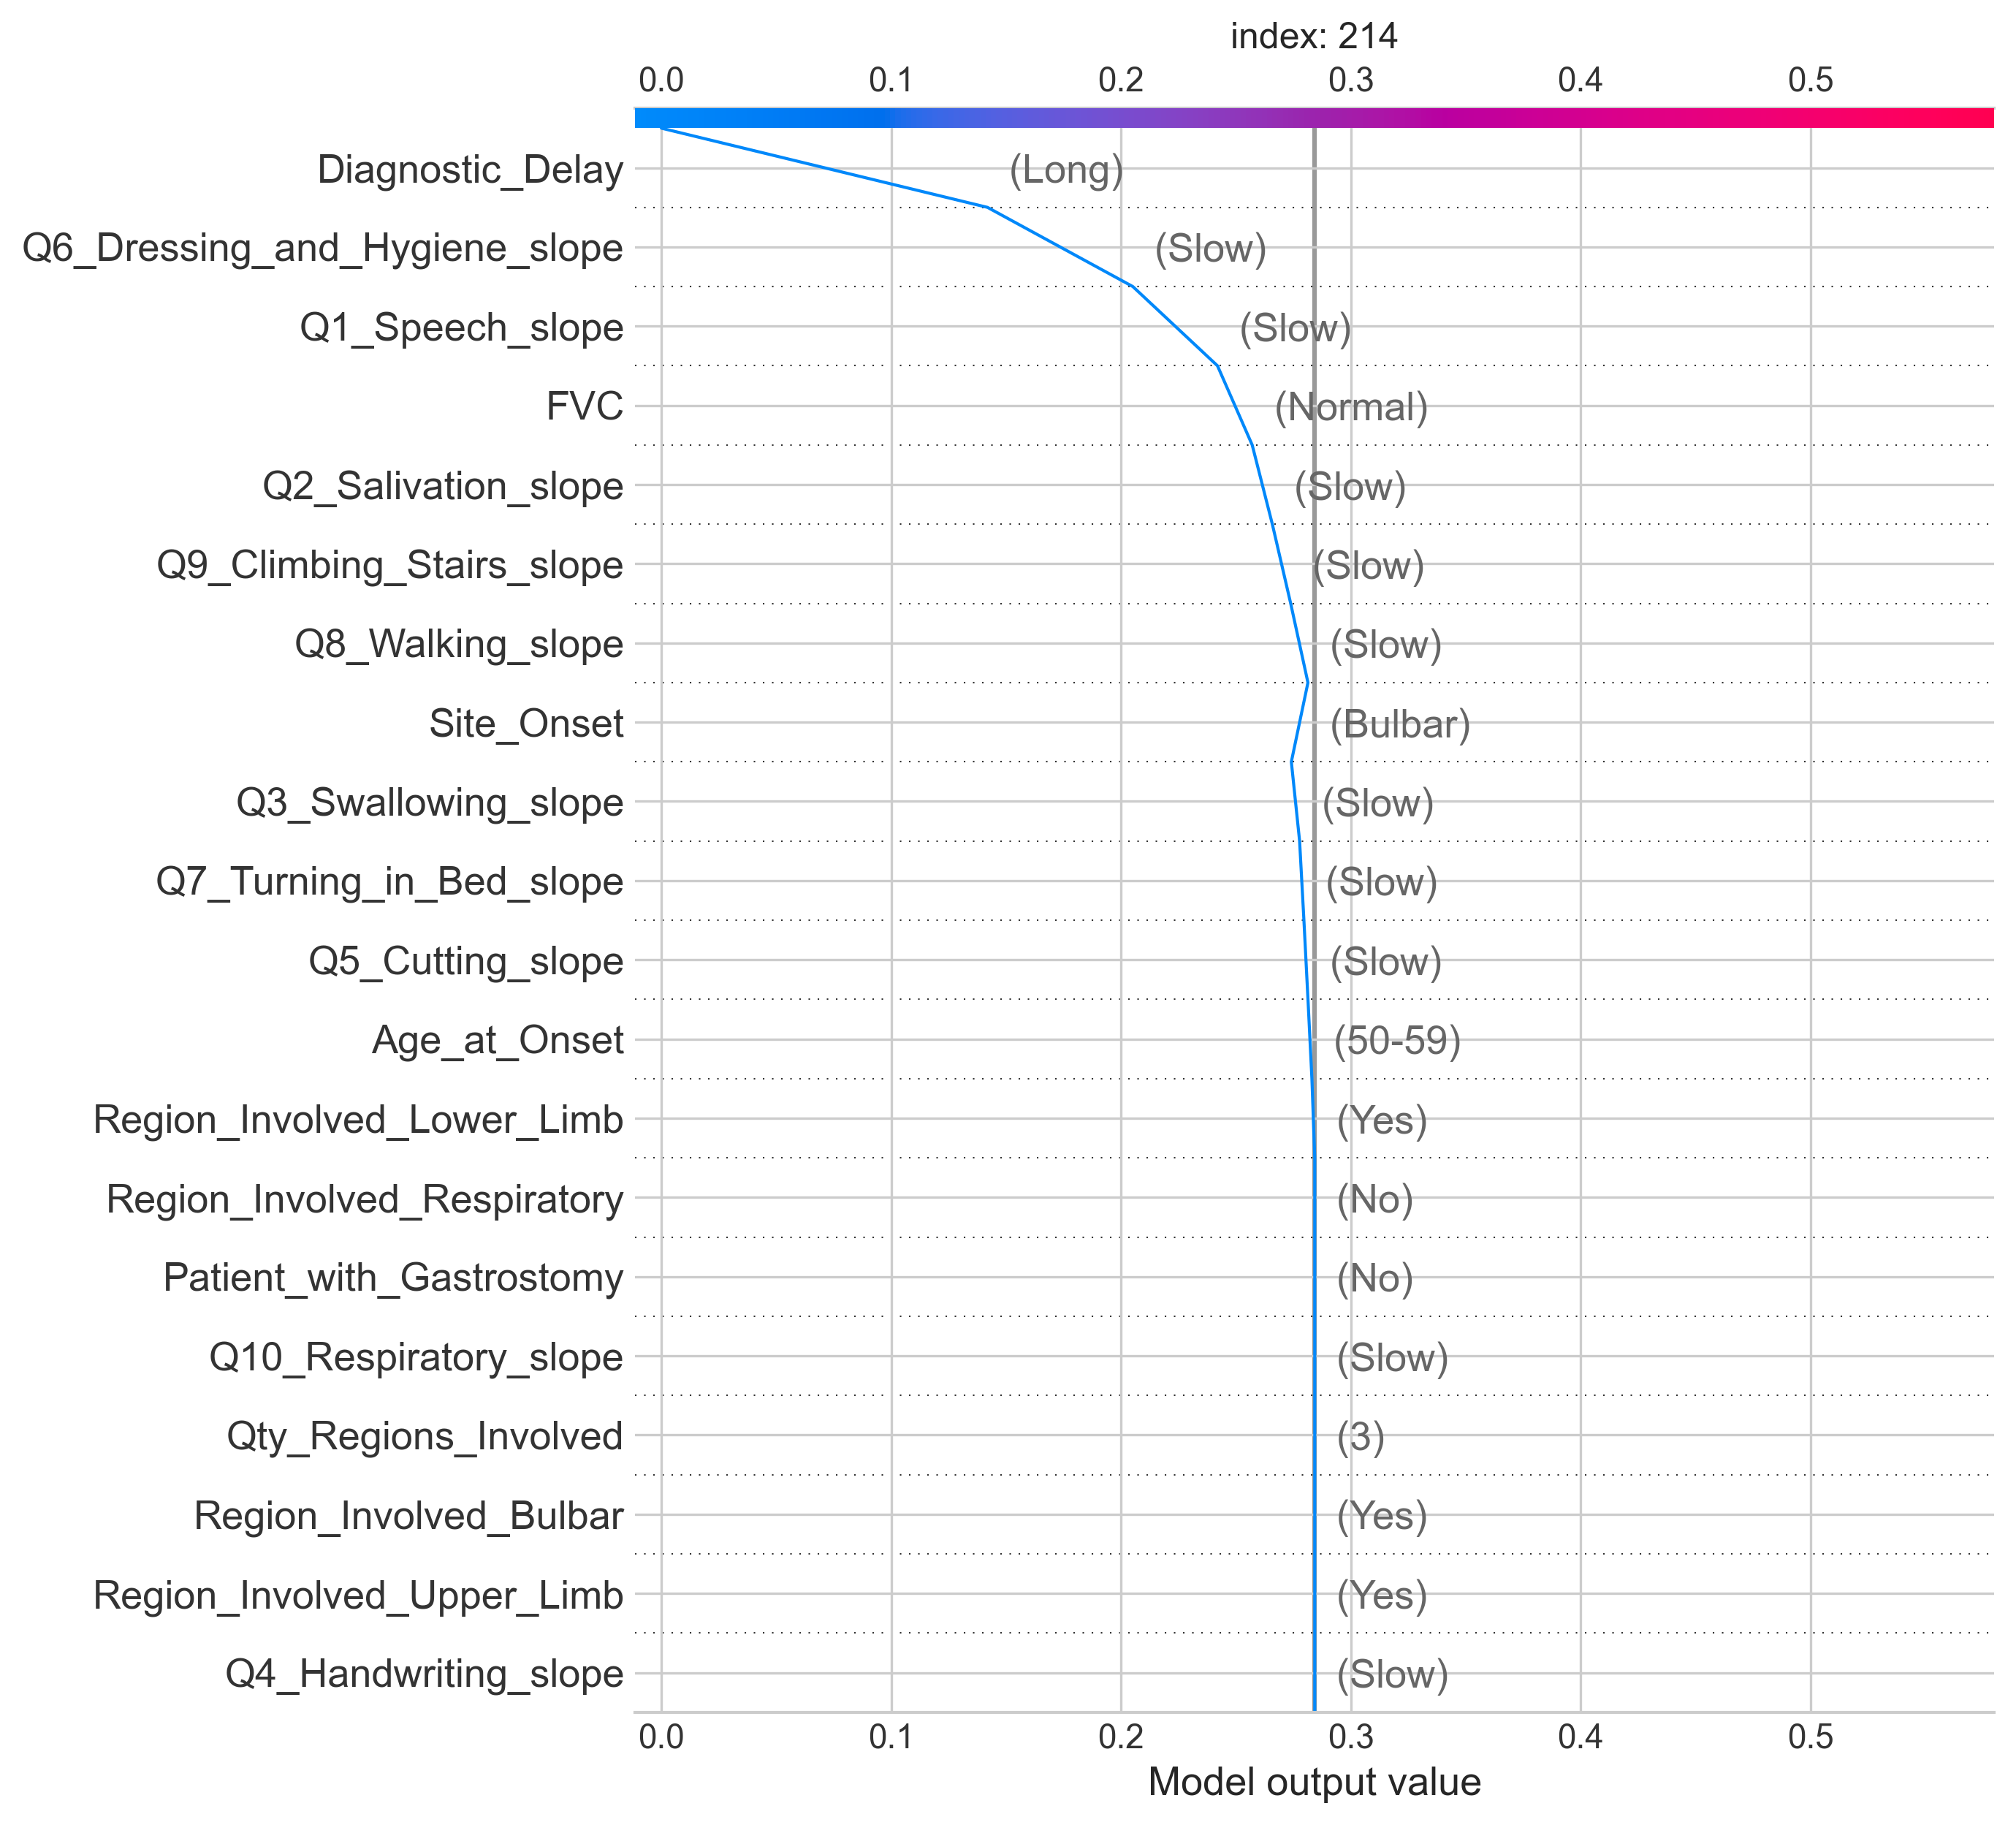 index: 214
0.0 0.1 0.2 0.3 0.4 0.5
Diagnostic_Delay (Long)
Q6_Dressing_and_Hygiene_slope (Slow)
Q1_Speech_slope (Slow)
FVC (Normal)
Q2_Salivation_slope (Slow)
Q9_Climbing_Stairs_slope (Slow)
Q8_Walking_slope (Slow)
Site_Onset (Bulbar)
Q3_Swallowing_slope (Slow)
Q7_Turning_in_Bed_slope (Slow)
Q5_Cutting_slope (Slow)
Age_at_Onset (50-59)
Region_Involved_Lower_Limb (Yes)
Region_Involved_Respiratory (No)
Patient_with_Gastrostomy (No)
Q10_Respiratory_slope (Slow)
Qty_Regions_Involved (3)
Region_Involved_Bulbar (Yes)
Region_Involved_Upper_Limb (Yes)
Q4_Handwriting_slope (Slow)
0.0 0.1 0.2 0.3 0.4 0.5
Model output value